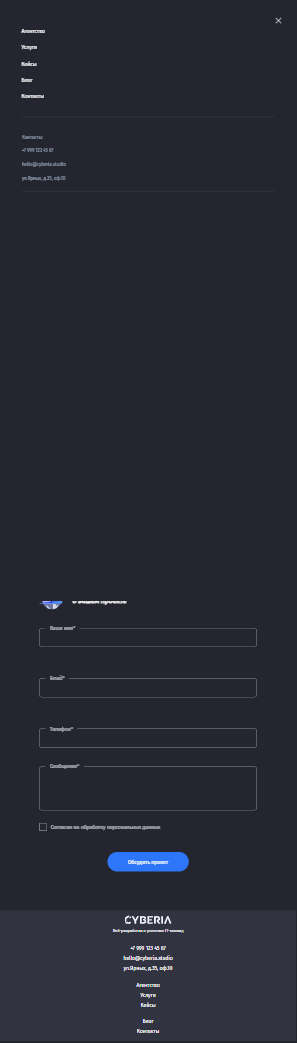 Агентство
Услуги
Кейсы
Блог
Контакты
Контакты:
+7 999 123 45 67
hello@cyberia.studio
ул.Ярных, д.35, оф.10
о вашем проекте
Ваше имя*
Email*
Телефон*
Сообщение*
Согласие на обработку персональных данных
Обсудить проект
CYBERIA
Веб-разработка и усиление IT-команд
+7 999 123 45 67
hello@cyberia.studio
ул.Ярных, д.35, оф.10
Агентство
Услуги
Кейсы
Блог
Контакты